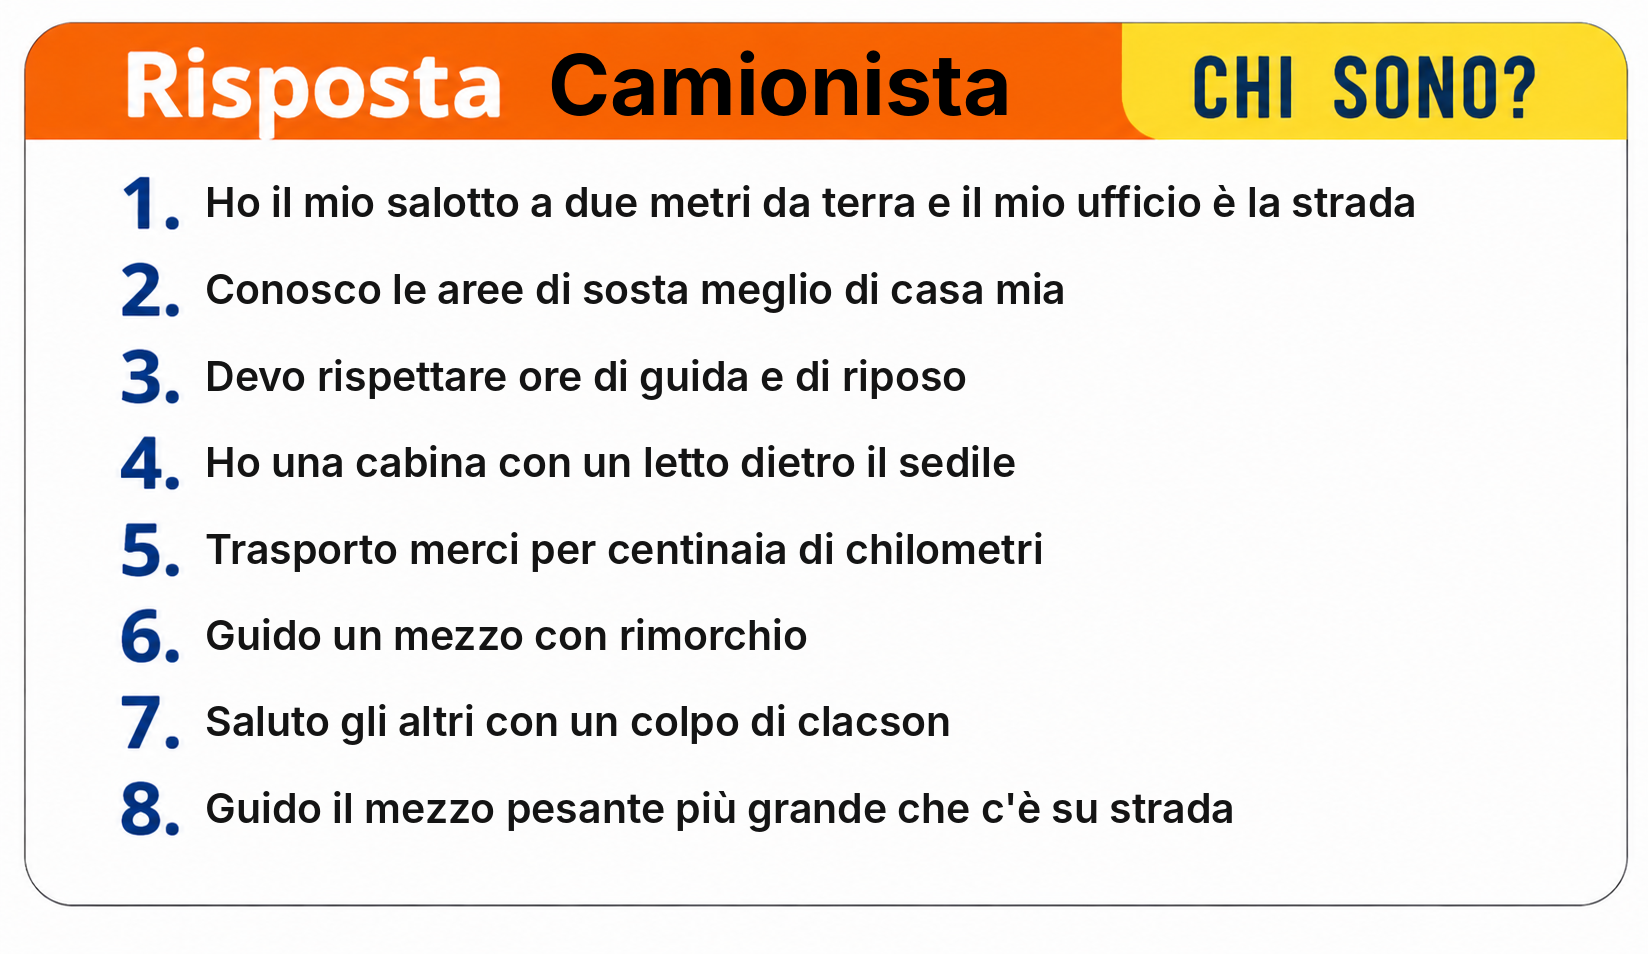 Risposta Camionista CHI SONO?
1. Ho il mio salotto a due metri da terra e il mio ufficio è la strada
2. Conosco le aree di sosta meglio di casa mia
3. Devo rispettare ore di guida e di riposo
4. Ho una cabina con un letto dietro il sedile
5. Trasporto merci per centinaia di chilometri
6. Guido un mezzo con rimorchio
7. Saluto gli altri con un colpo di clacson
8. Guido il mezzo pesante più grande che c'è su strada